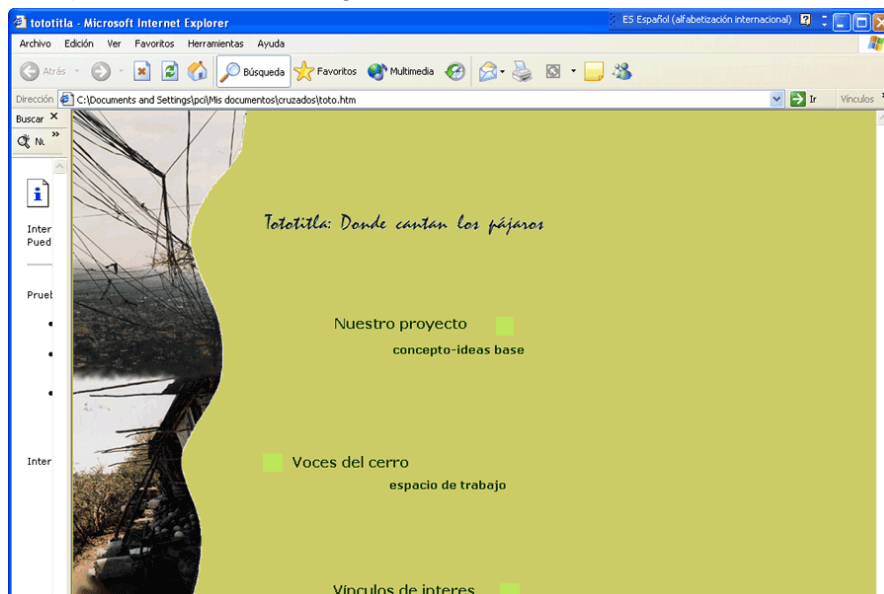 tototitla - Microsoft Internet Explorer
ES Español (alfabetización internacional)
Archivo Edición Ver Favoritos Herramientas Ayuda
Atrás Búsqueda Favoritos Multimedia
Dirección C:\Documents and Settings\pci\Mis documentos\cruzados\toto.htm Ir Vínculos »
Buscar ×
»
Inter
Pued
Tototitla: Donde cantan los pájaros
Nuestro proyecto
concepto-ideas base
Voces del cerro
Inter
espacio de trabajo
Vínculos de interes